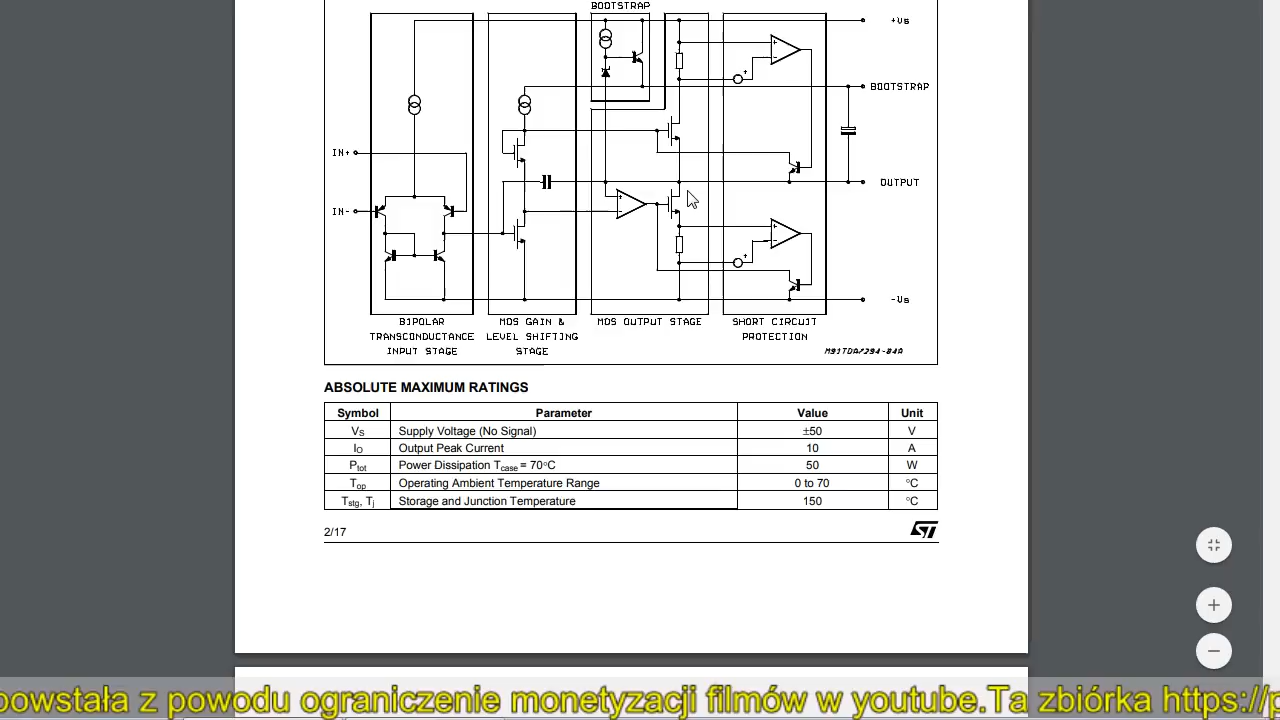 BOOTSTRAP
+Vs
BOOTSTRAP
IN+
OUTPUT
IN-
-Vs
BIPOLAR TRANSCONDUCTANCE INPUT STAGE
MOS GAIN & LEVEL SHIFTING STAGE
MOS OUTPUT STAGE
SHORT CIRCUIT PROTECTION
M91TDA7294-04A
ABSOLUTE MAXIMUM RATINGS
Symbol Parameter Value Unit
VS Supply Voltage (No Signal) ±50 V
IO Output Peak Current 10 A
Ptot Power Dissipation Tcase = 70°C 50 W
Top Operating Ambient Temperature Range 0 to 70 °C
Tstg, Tj Storage and Junction Temperature 150 °C
2/17
ST
powstała z powodu ograniczenie monetyzacji filmów w youtube.Ta zbiórka https://p